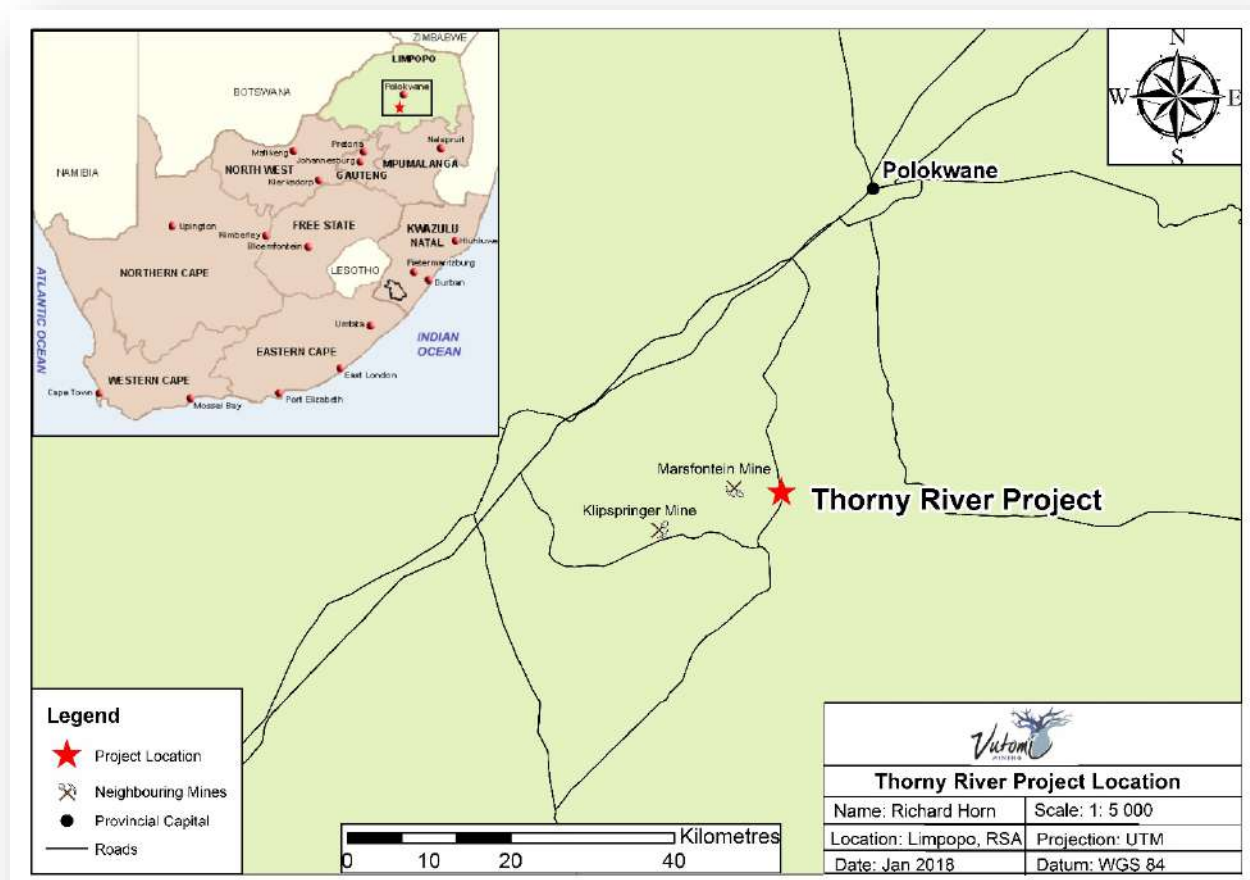 ZIMBABWE
LIMPOPO
Polokwane
BOTSWANA
NAMIBIA
Mafikeng
Pretoria
Nelspruit
Johannesburg
MPUMALANGA
NORTH WEST
GAUTENG
Klerksdorp
Upington
FREE STATE
KWAZULU
NATAL
Kimberley
Bloemfontein
Hluhluwe
LESOTHO
Pietermaritzburg
Durban
NORTHERN CAPE
ATLANTIC OCEAN
Umtata
INDIAN
OCEAN
EASTERN CAPE
East London
WESTERN CAPE
Cape Town
Mossel Bay
Port Elizabeth
N
W
E
S
Polokwane
Marsfontein Mine
Thorny River Project
Klipspringer Mine
Legend
Project Location
Neighbouring Mines
Provincial Capital
Roads
Kilometres
0 10 20 40
Vutomi
MINING
Thorny River Project Location
Name: Richard Horn
Scale: 1: 5 000
Location: Limpopo, RSA
Projection: UTM
Date: Jan 2018
Datum: WGS 84